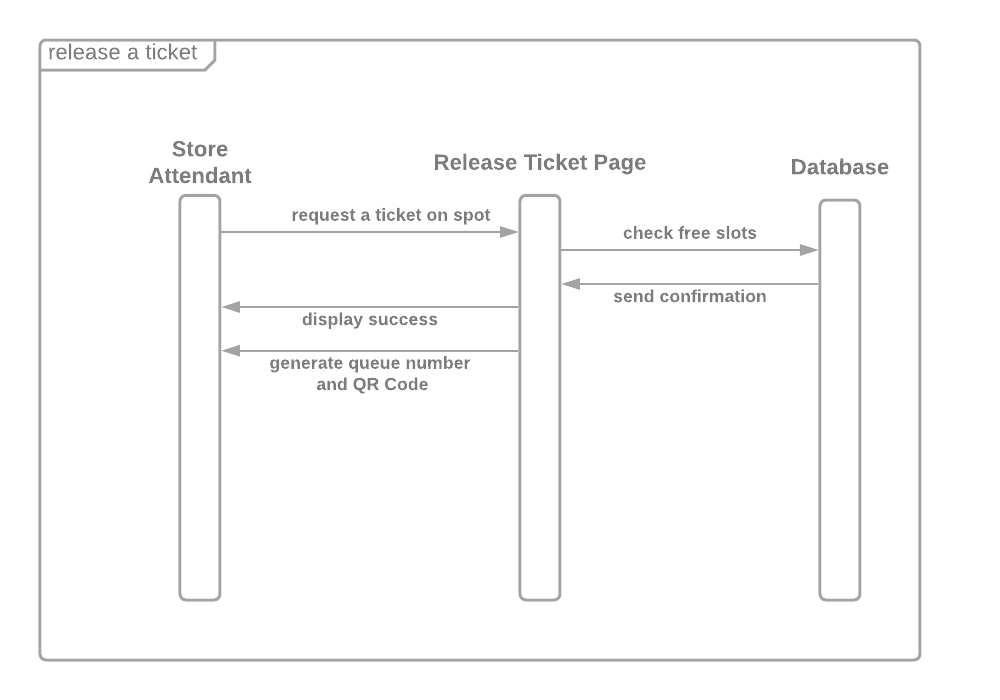 release a ticket
Store
Attendant
Release Ticket Page
Database
request a ticket on spot
check free slots
send confirmation
display success
generate queue number
and QR Code